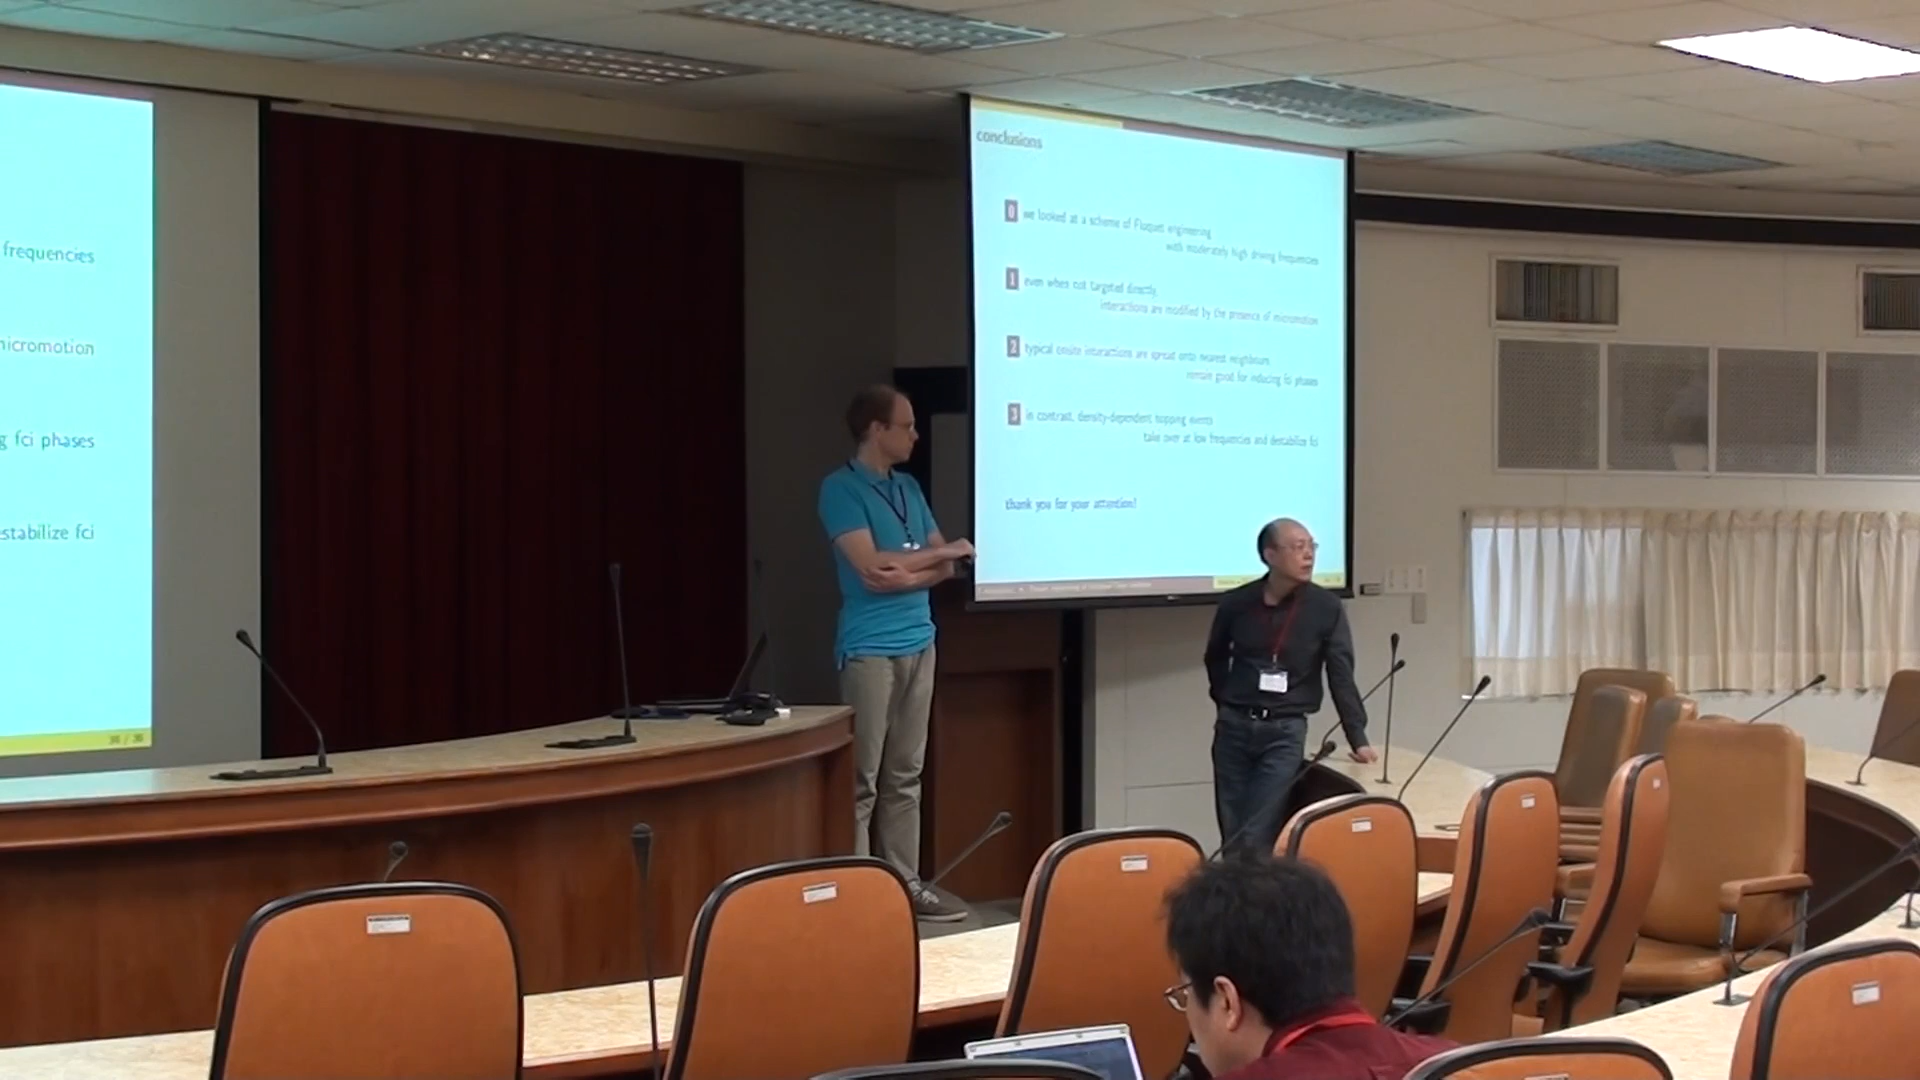 frequencies
micromotion
g fci phases
stabilize fci
36 / 36
conclusions
0 we looked at a scheme of Floquet engineering
with moderately high driving frequencies
1 even when not targeted directly,
interactions are modified by the presence of micromotion
2 typical onsite interactions are spread onto nearest neighbours
remain good for inducing fci phases
3 in contrast, density-dependent hopping events
take over at low frequencies and destabilize fci
thank you for your attention!